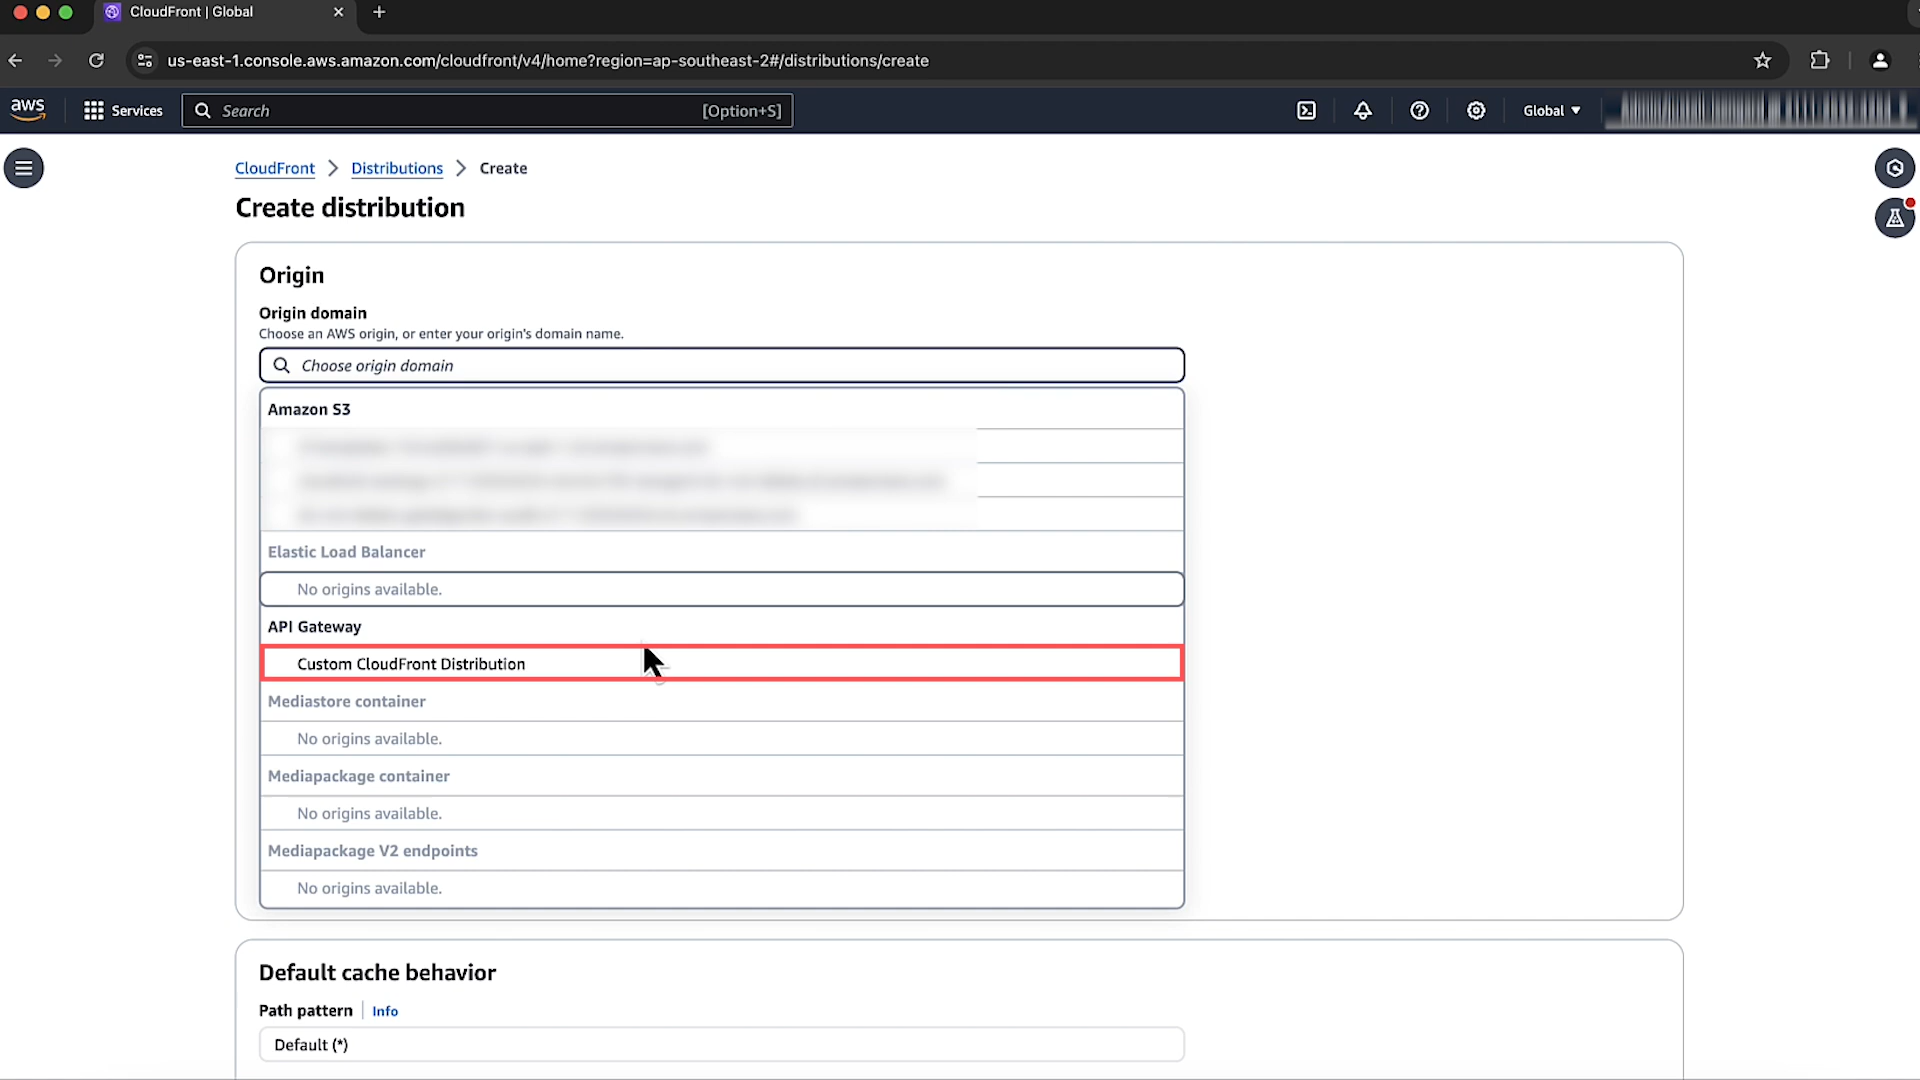 CloudFront | Global
us-east-1.console.aws.amazon.com/cloudfront/v4/home?region=ap-southeast-2#/distributions/create
aws
Services
Search
[Option+S]
Global
CloudFront
Distributions
Create
Create distribution
Origin
Origin domain
Choose an AWS origin, or enter your origin's domain name.
Choose origin domain
Amazon S3
Elastic Load Balancer
No origins available.
API Gateway
Custom CloudFront Distribution
Mediastore container
No origins available.
Mediapackage container
No origins available.
Mediapackage V2 endpoints
No origins available.
Default cache behavior
Path pattern
Info
Default (*)